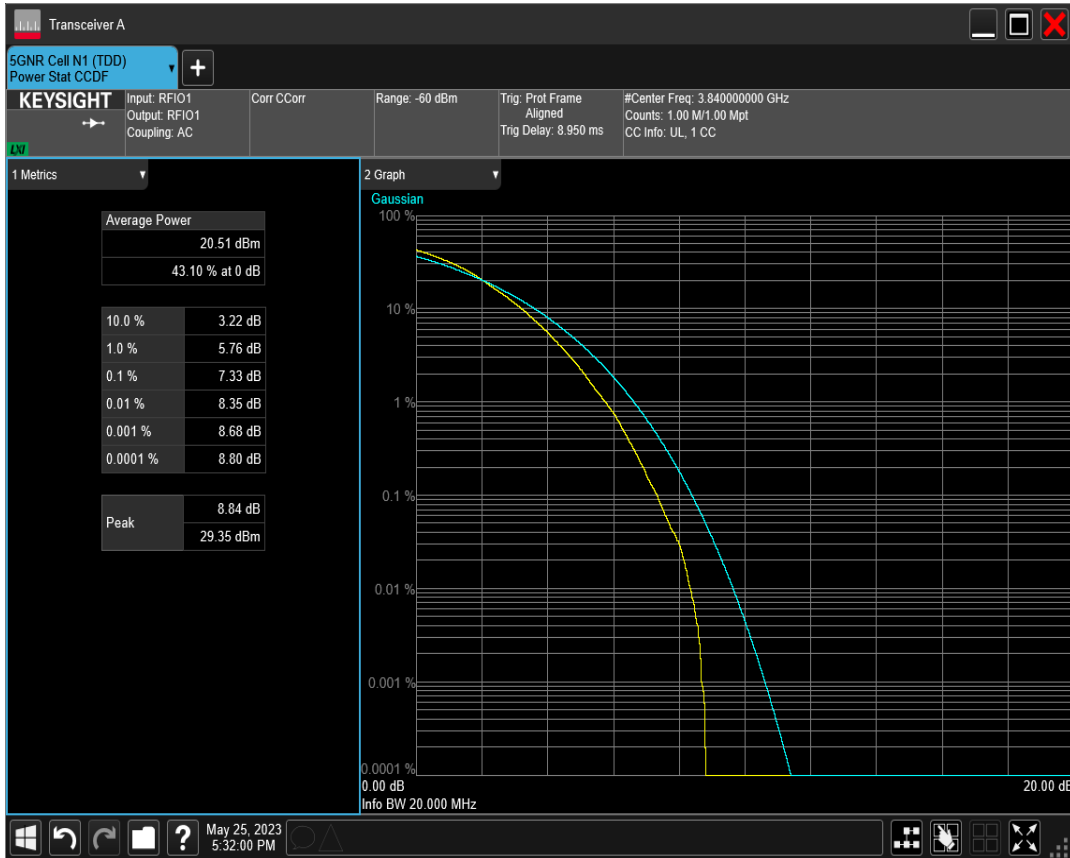 Transceiver A
5GNR Cell N1 (TDD)
Power Stat CCDF
+
KEYSIGHT
LXI
Input: RFIO1
Output: RFIO1
Coupling: AC
Corr CCorr
Range: -60 dBm
Trig: Prot Frame
Aligned
Trig Delay: 8.950 ms
#Center Freq: 3.840000000 GHz
Counts: 1.00 M/1.00 Mpt
CC Info: UL, 1 CC
1 Metrics
Average Power
20.51 dBm
43.10 % at 0 dB
10.0 % 3.22 dB
1.0 % 5.76 dB
0.1 % 7.33 dB
0.01 % 8.35 dB
0.001 % 8.68 dB
0.0001 % 8.80 dB
Peak
8.84 dB
29.35 dBm
2 Graph
Gaussian
100 %
10 %
1 %
0.1 %
0.01 %
0.001 %
0.0001 %
0.00 dB 20.00 dB
Info BW 20.000 MHz
?
May 25, 2023
5:32:00 PM